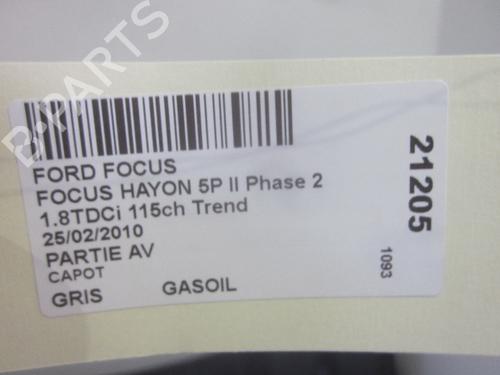 FORD FOCUS
FOCUS HAYON 5P II Phase 2
1.8TDCi 115ch Trend
25/02/2010
PARTIE AV
CAPOT
GRIS GASOIL
21205
1093
B-PARTS